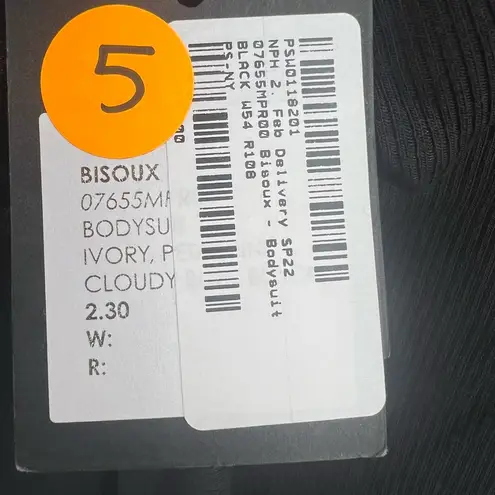 5
BISOUX
07655MP
BODYSU
IVORY, P
CLOUDY
2.30
W:
R:
PSW0118201
NPH 2. Feb Delivery SP22
07655MPR00 Bisoux - Bodysuit
BLACK W54 R108
PS-NY